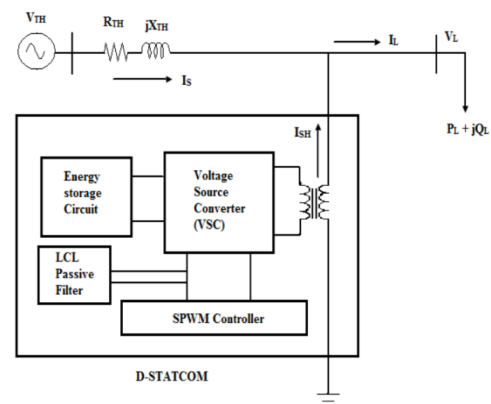 VTH
RTH
jXTH
IL
VL
IS
PL + jQL
ISH
Energy
storage
Circuit
Voltage
Source
Converter
(VSC)
LCL
Passive
Filter
SPWM Controller
D-STATCOM